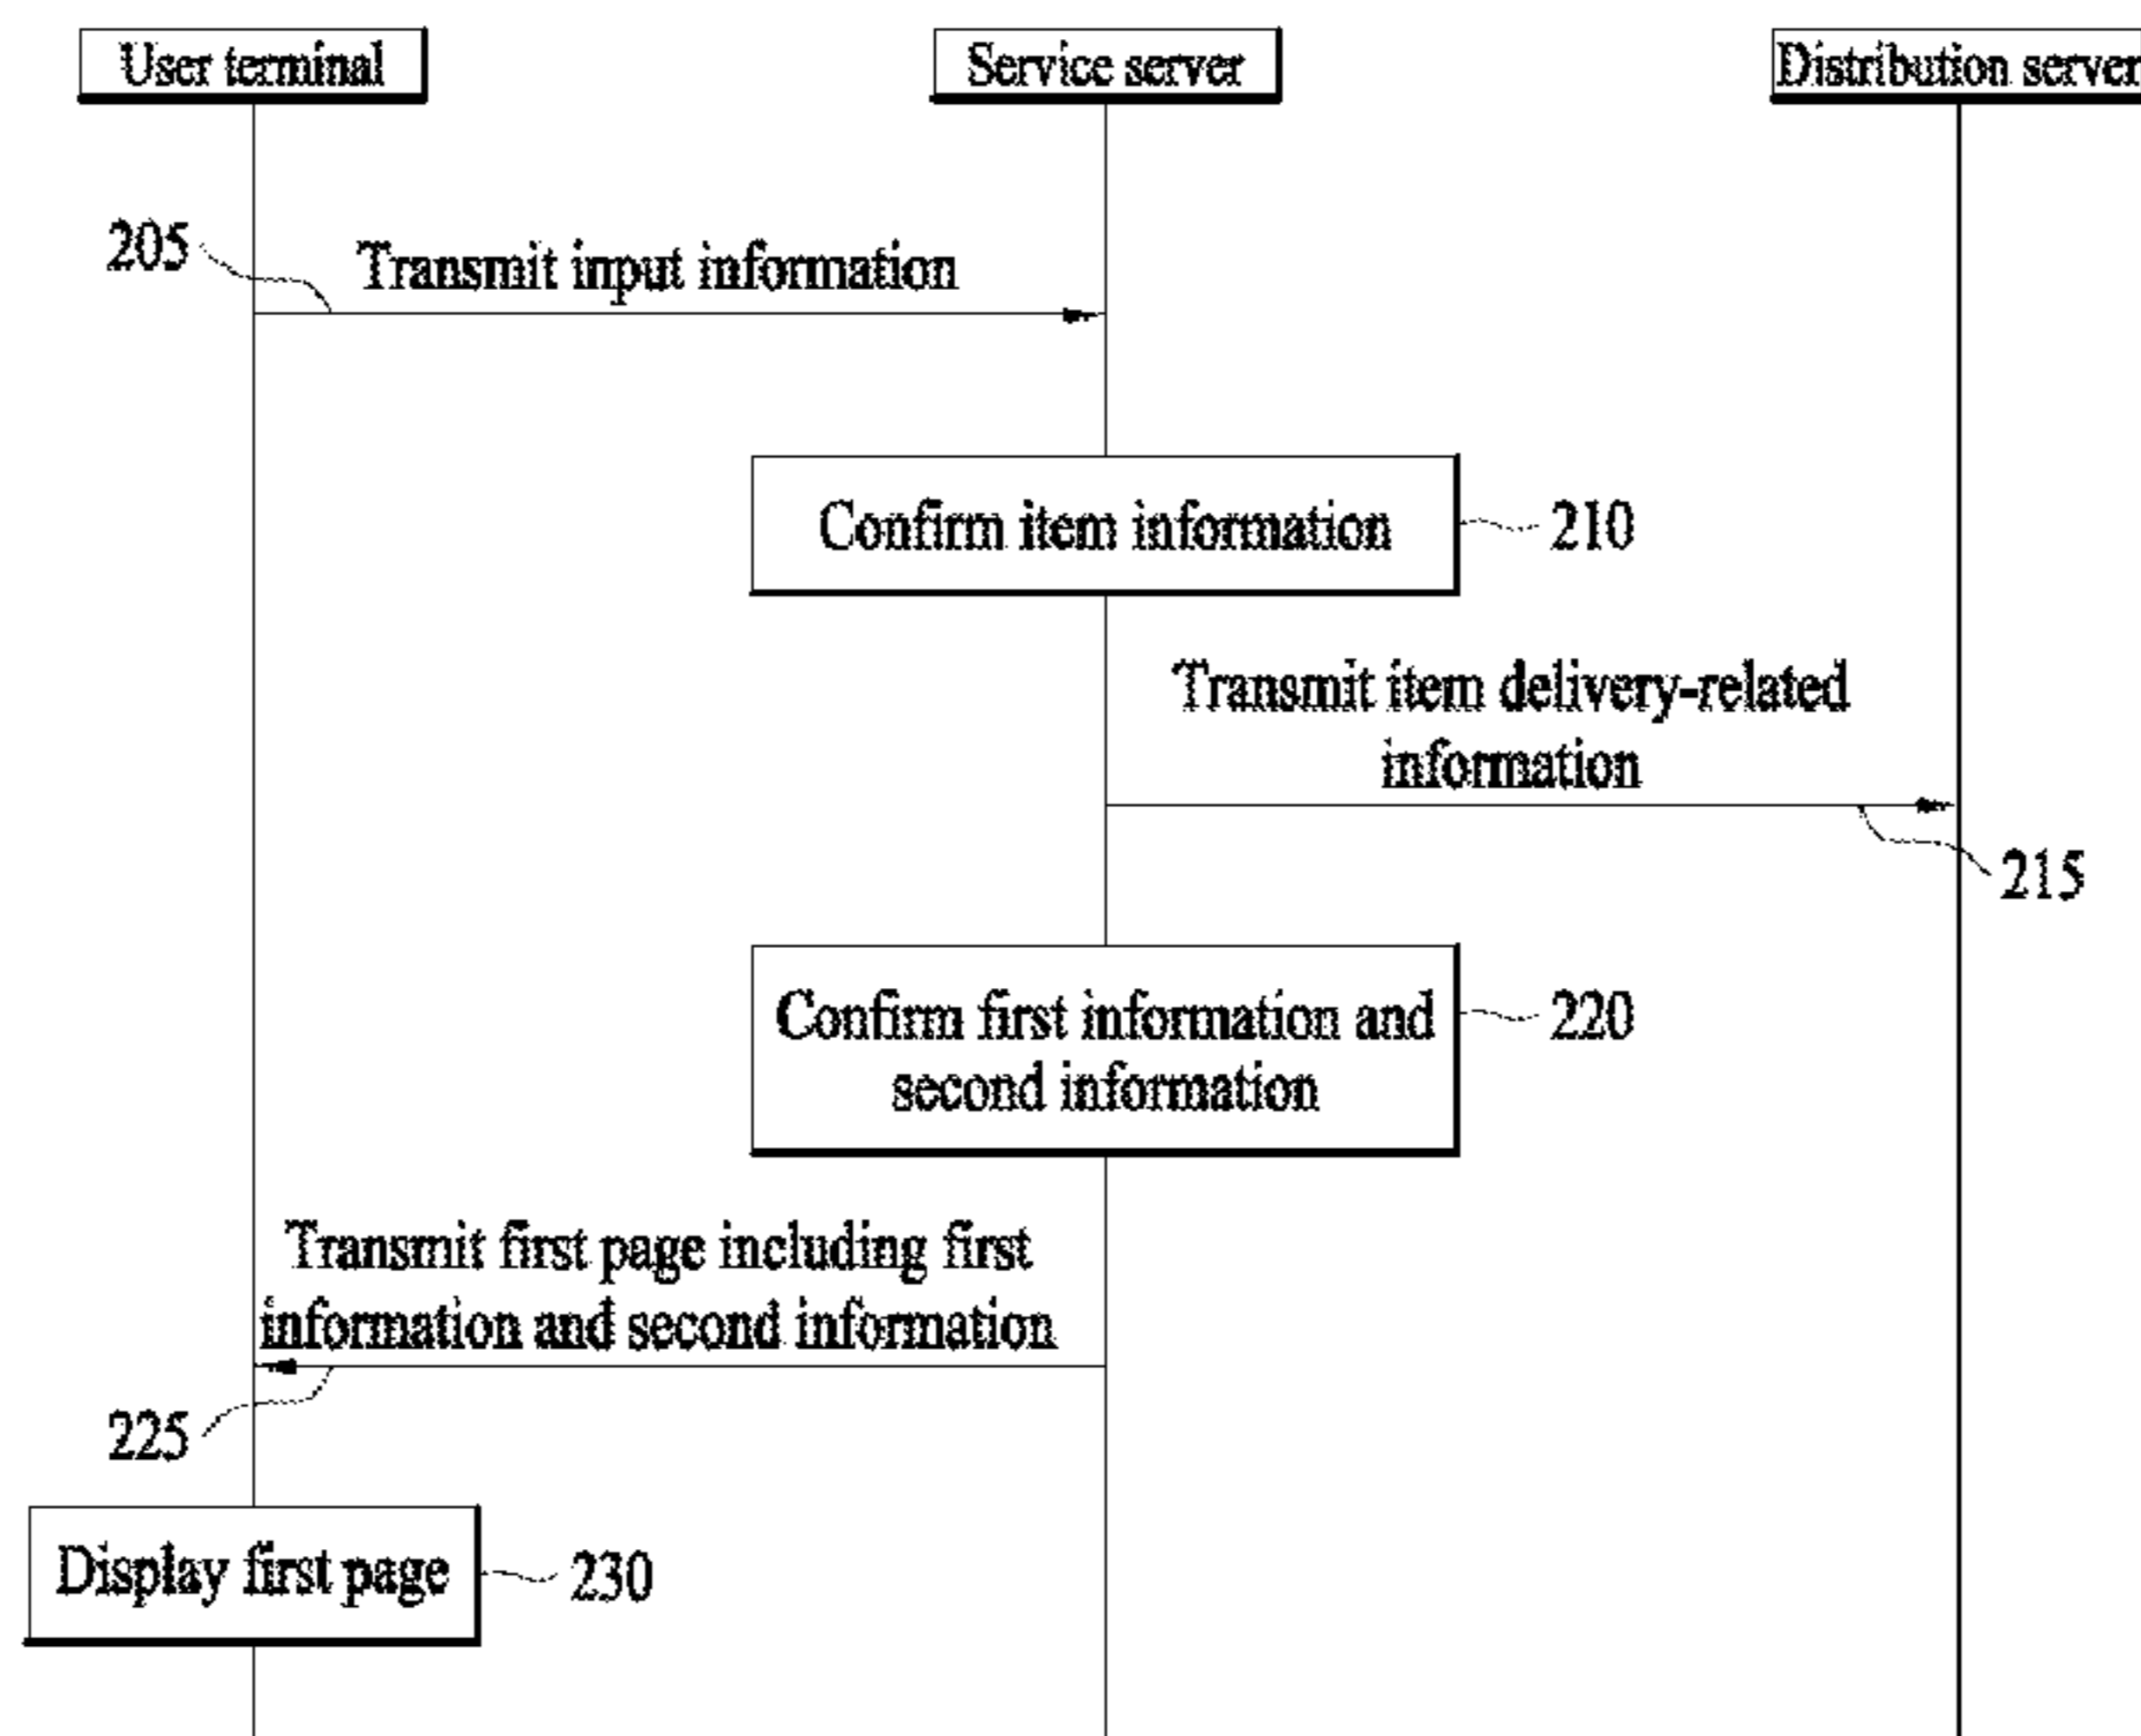 User terminal
Service server
Distribution server
205
Transmit input information
Confirm item information
210
Transmit item delivery-related
information
215
Confirm first information and
second information
220
Transmit first page including first
information and second information
225
Display first page
230